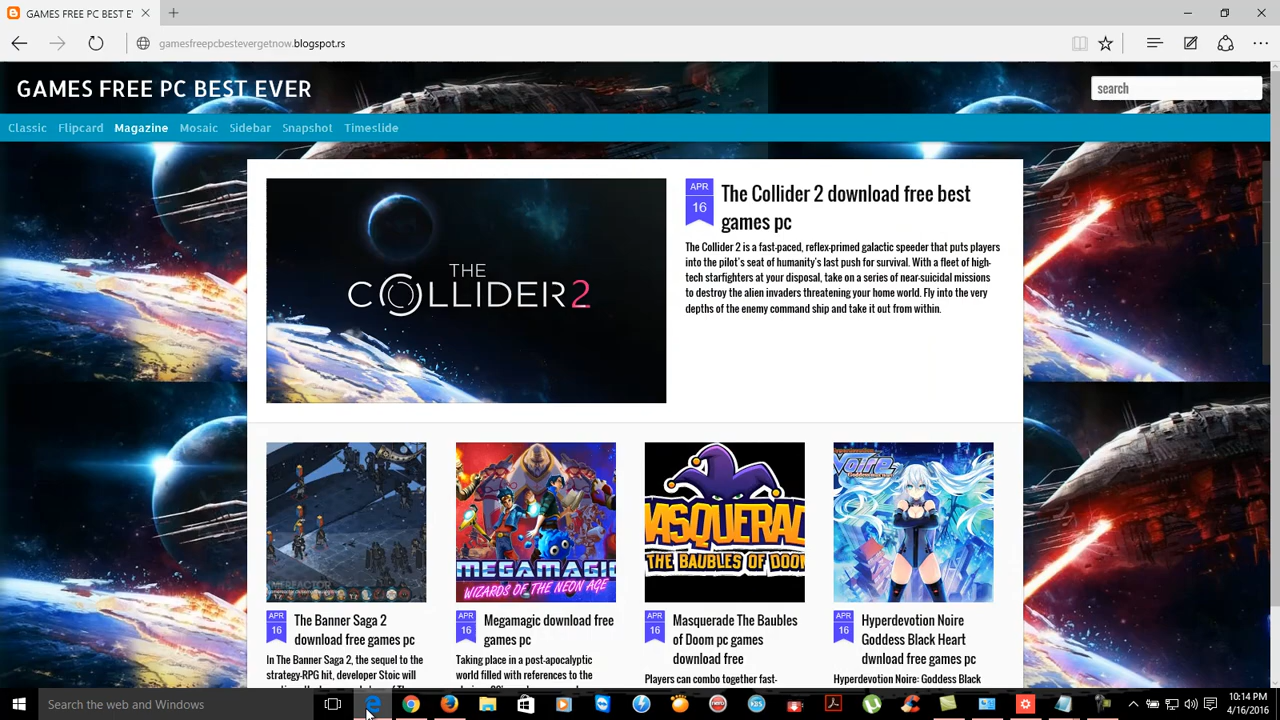 GAMES FREE PC BEST E'
gamesfreepcbestevergetnow.blogspot.rs
GAMES FREE PC BEST EVER
search
Classic Flipcard Magazine Mosaic Sidebar Snapshot Timeslide
THE
COLLIDER 2
APR
16
The Collider 2 download free best
games pc
The Collider 2 is a fast-paced, reflex-primed galactic speeder that puts players
into the pilot's seat of humanity's last push for survival. With a fleet of high-
tech starfighters at your disposal, take on a series of near-suicidal missions
to destroy the alien invaders threatening your home world. Fly into the very
depths of the enemy command ship and take it out from within.
MEGAMAGIC
WIZARDS OF THE NEON AGE
MASQUERAD
THE BAUBLES OF DOOM
Noire
APR
16
The Banner Saga 2
download free games pc
In The Banner Saga 2, the sequel to the
strategy-RPG hit, developer Stoic will
APR
16
Megamagic download free
games pc
Taking place in a post-apocalyptic
world filled with references to the
APR
16
Masquerade The Baubles
of Doom pc games
download free
Players can combo together fast-
APR
16
Hyperdevotion Noire
Goddess Black Heart
dwnload free games pc
Hyperdevotion Noire: Goddess Black
Search the web and Windows
10:14 PM
4/16/2016